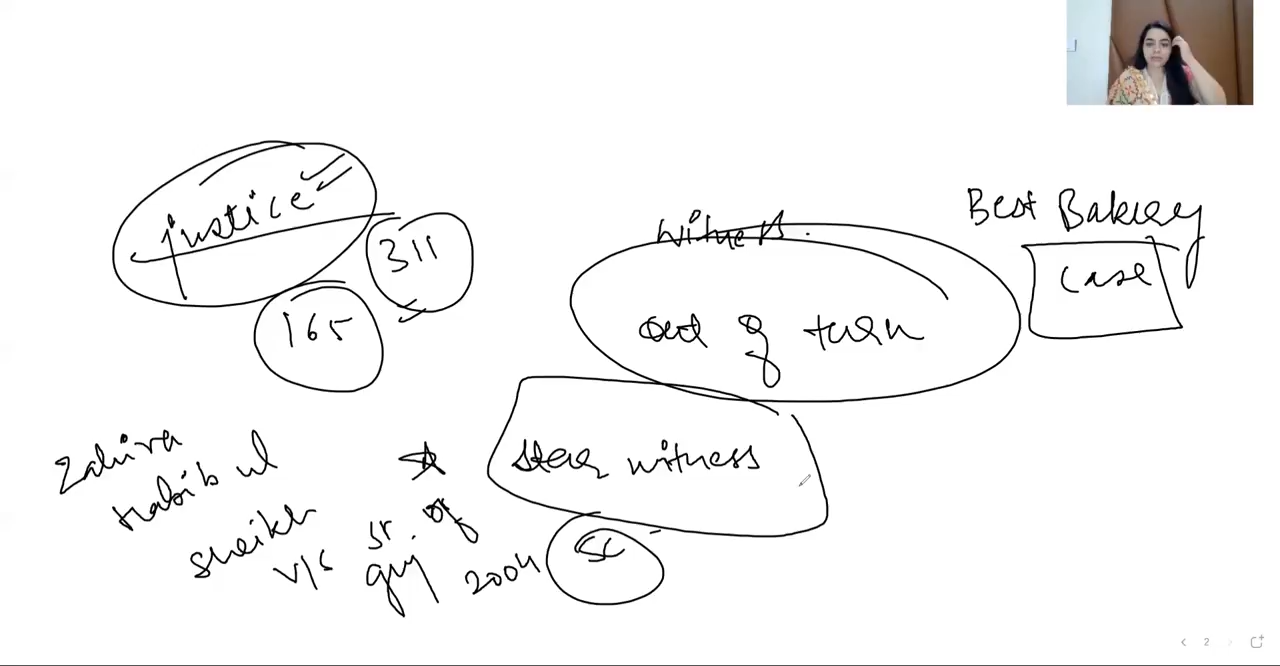 justice
311
165
witness.
out of turn
Best Bakery
case
star witness
SC
Zahira
Habib ul
Sheikh
v/s st of
guj 2004
2